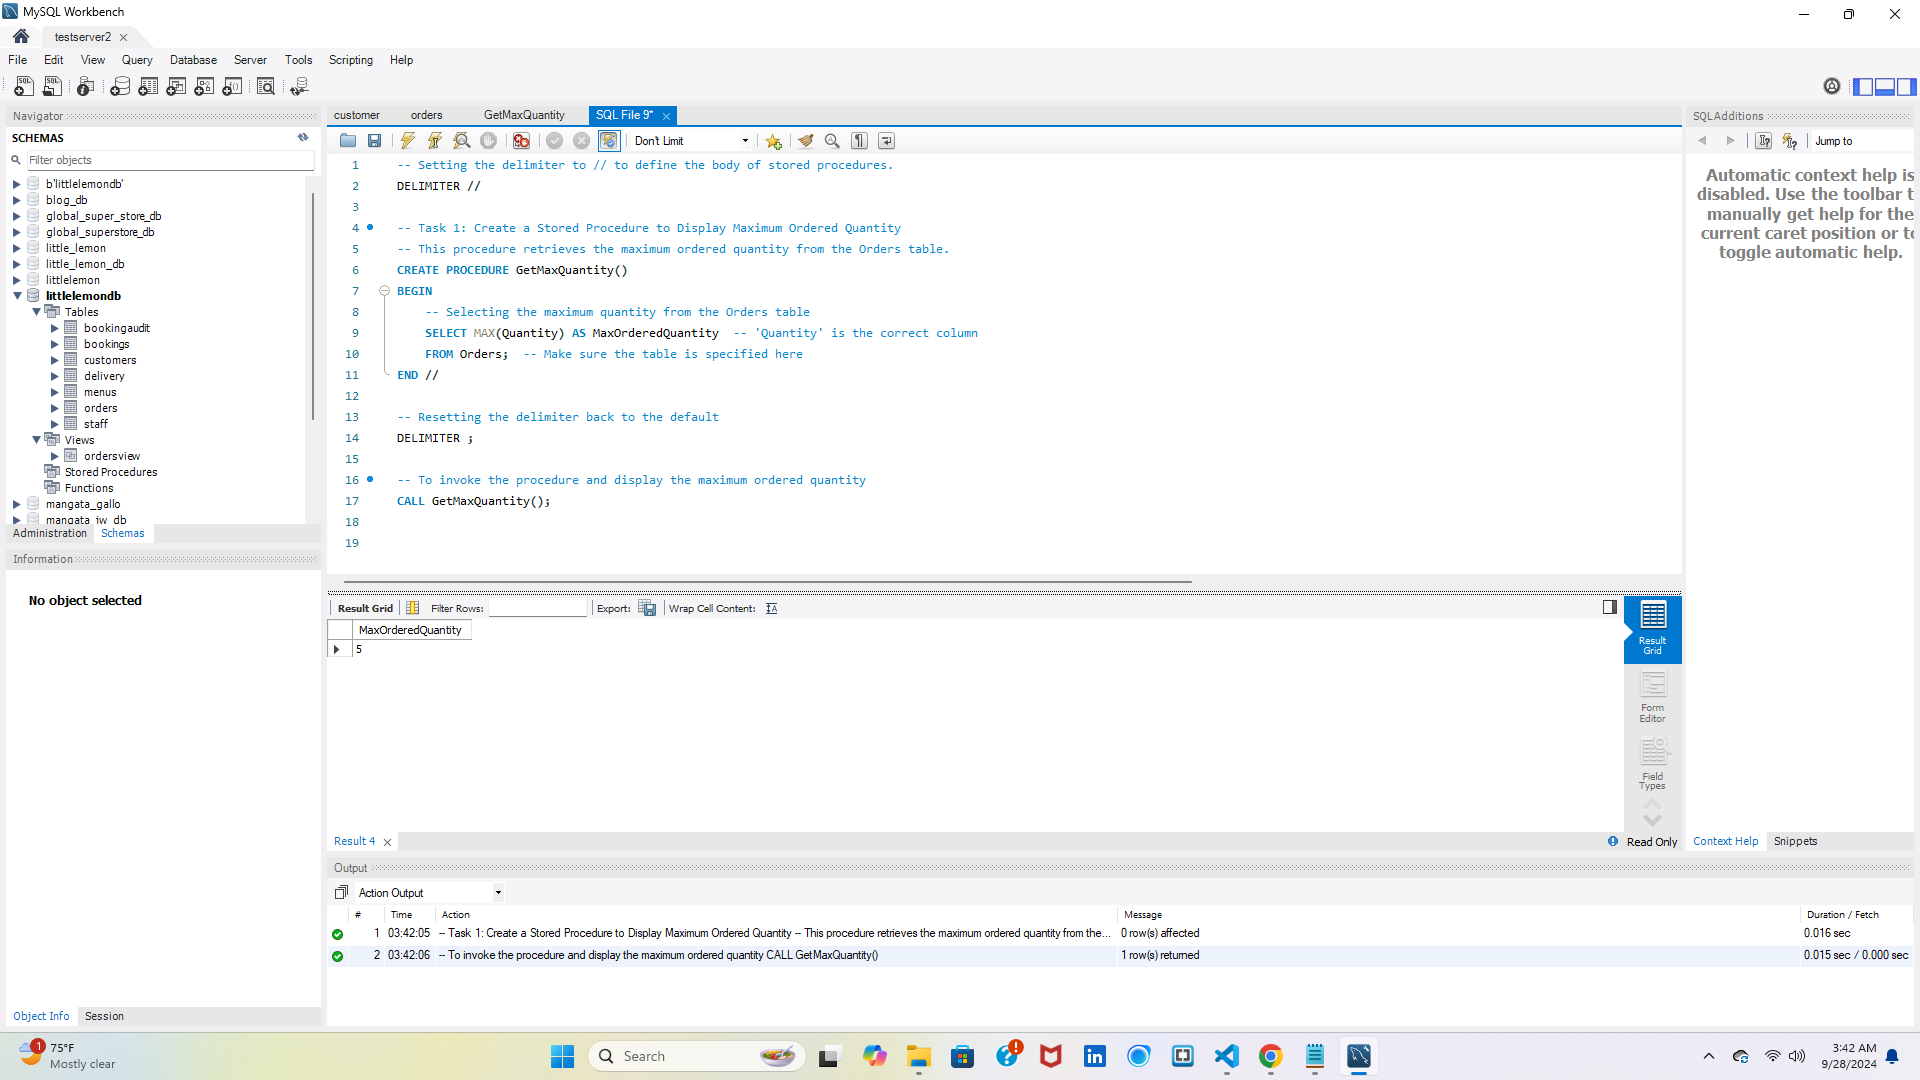 MySQL Workbench
testserver2
File Edit View Query Database Server Tools Scripting Help
Navigator
SCHEMAS
Filter objects
b'littlelemondb'
blog_db
global_super_store_db
global_superstore_db
little_lemon
little_lemon_db
littlelemon
littlelemondb
Tables
bookingaudit
bookings
customers
delivery
menus
orders
staff
Views
ordersview
Stored Procedures
Functions
mangata_gallo
mangata_jw_db
Administration Schemas
Information
No object selected
Object Info Session
customer orders GetMaxQuantity SQL File 9*
Don't Limit
1 -- Setting the delimiter to // to define the body of stored procedures.
2 DELIMITER //
3
4 -- Task 1: Create a Stored Procedure to Display Maximum Ordered Quantity
5 -- This procedure retrieves the maximum ordered quantity from the Orders table.
6 CREATE PROCEDURE GetMaxQuantity()
7 BEGIN
8 -- Selecting the maximum quantity from the Orders table
9 SELECT MAX(Quantity) AS MaxOrderedQuantity -- 'Quantity' is the correct column
10 FROM Orders; -- Make sure the table is specified here
11 END //
12
13 -- Resetting the delimiter back to the default
14 DELIMITER ;
15
16 -- To invoke the procedure and display the maximum ordered quantity
17 CALL GetMaxQuantity();
18
19
Result Grid Filter Rows: Export: Wrap Cell Content:
MaxOrderedQuantity
5
Result
Grid
Form
Editor
Field
Types
Result 4 Read Only
SQLAdditions
Jump to
Automatic context help is
disabled. Use the toolbar t
manually get help for the
current caret position or to
toggle automatic help.
Context Help Snippets
Output
Action Output
# Time Action Message Duration / Fetch
1 03:42:05 -- Task 1: Create a Stored Procedure to Display Maximum Ordered Quantity -- This procedure retrieves the maximum ordered quantity from the... 0 row(s) affected 0.016 sec
2 03:42:06 -- To invoke the procedure and display the maximum ordered quantity CALL GetMaxQuantity() 1 row(s) returned 0.015 sec / 0.000 sec
1
75°F
Mostly clear
Search
3:42 AM
9/28/2024